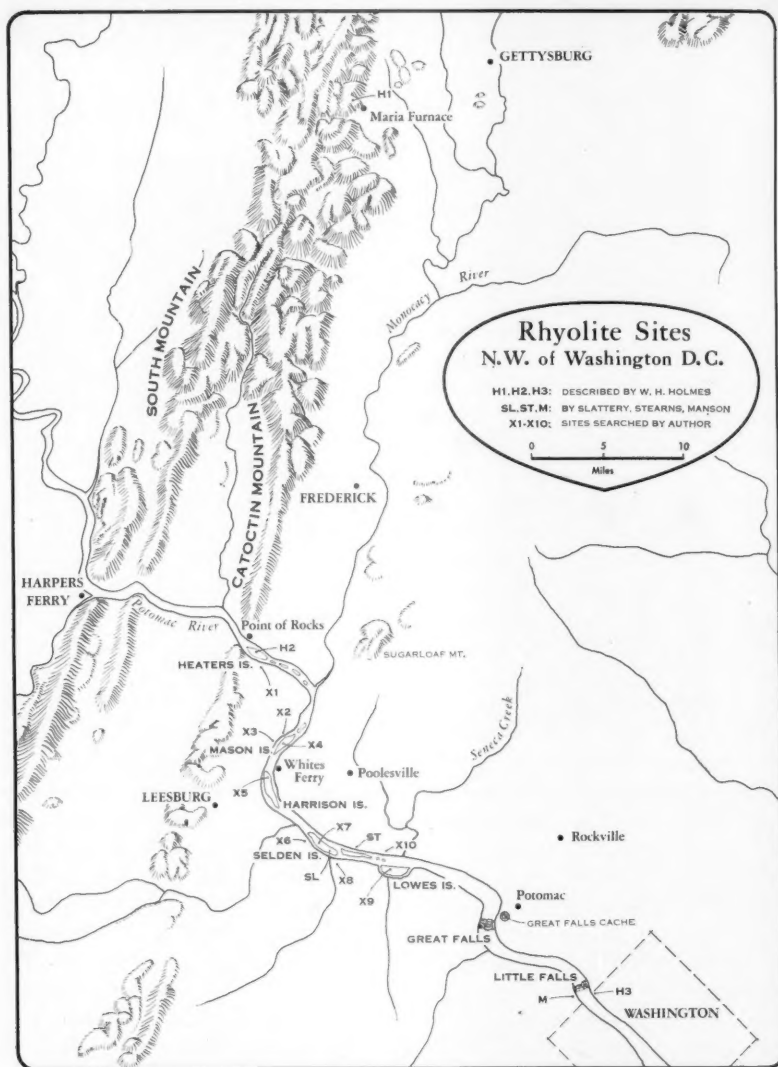 GETTYSBURG
H1
Maria Furnace
Monocacy River
SOUTH MOUNTAIN
CATOCTIN MOUNTAIN
Rhyolite Sites
N.W. of Washington D.C.
H1.H2.H3: DESCRIBED BY W. H. HOLMES
SL.ST.M: BY SLATTERY, STEARNS, MANSON
X1-X10: SITES SEARCHED BY AUTHOR
0 5 10
Miles
FREDERICK
HARPERS
FERRY
Potomac River
Point of Rocks
H2
HEATERS IS.
X1
SUGARLOAF MT.
Seneca Creek
X2
X3
X4
MASON IS.
Whites
Ferry
Poolesville
X5
LEESBURG
HARRISON IS.
X7
X6
ST
X10
SELDEN IS.
SL
X8
X9
LOWES IS.
Rockville
Potomac
GREAT FALLS CACHE
GREAT FALLS
LITTLE FALLS
M
H3
WASHINGTON